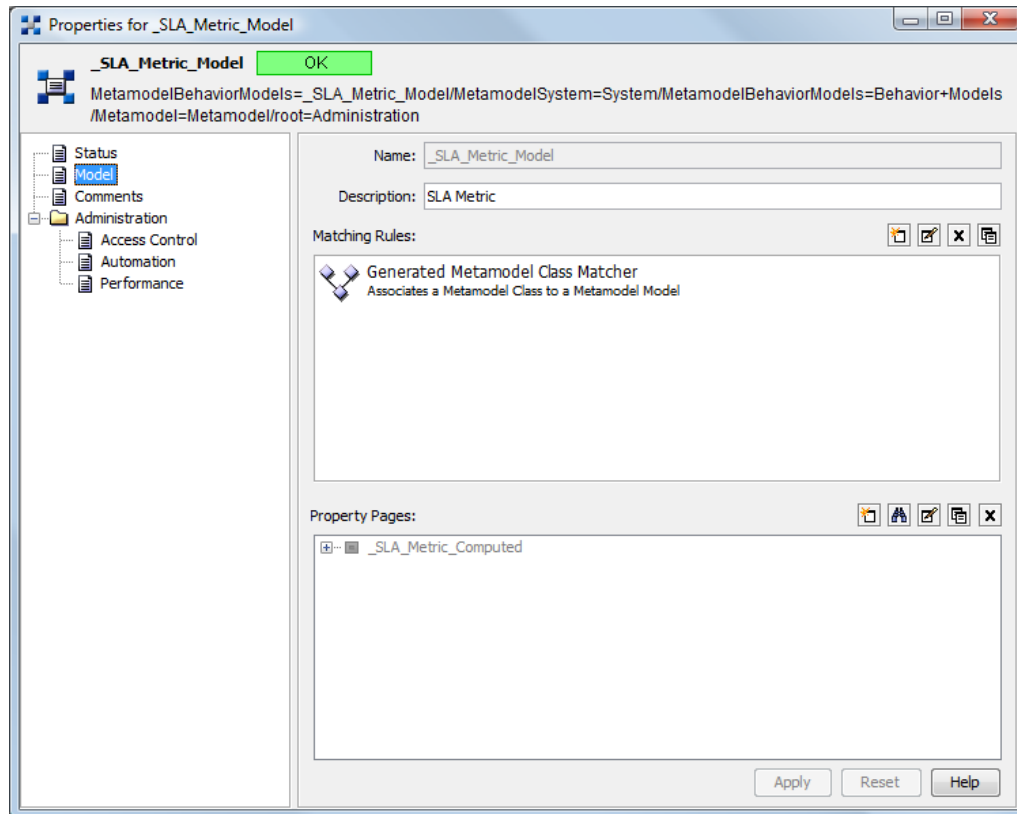 Properties for _SLA_Metric_Model
_SLA_Metric_Model
OK
MetamodelBehaviorModels=_SLA_Metric_Model/MetamodelSystem=System/MetamodelBehaviorModels=Behavior+Models
/Metamodel=Metamodel/root=Administration
Status
Model
Comments
Administration
Access Control
Automation
Performance
Name: _SLA_Metric_Model
Description: SLA Metric
Matching Rules:
Generated Metamodel Class Matcher
Associates a Metamodel Class to a Metamodel Model
Property Pages:
_SLA_Metric_Computed
Apply Reset Help